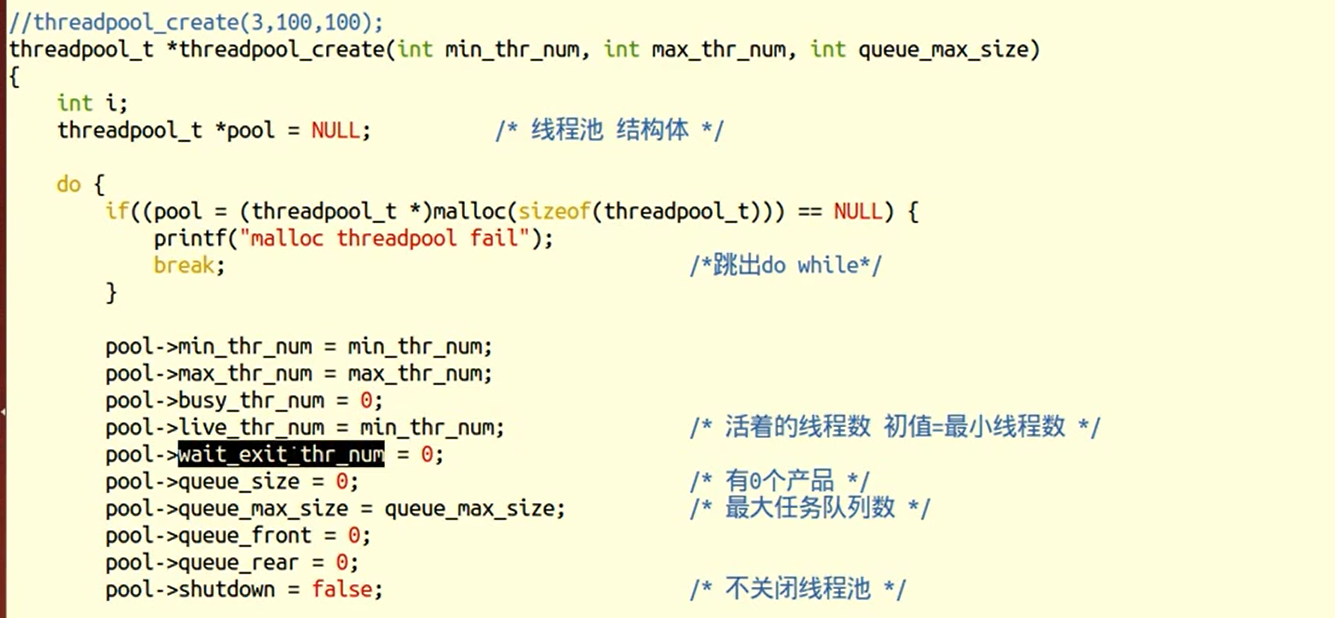 //threadpool_create(3,100,100);
threadpool_t *threadpool_create(int min_thr_num, int max_thr_num, int queue_max_size)
{
    int i;
    threadpool_t *pool = NULL;          /* 线程池 结构体 */
    do {
        if((pool = (threadpool_t *)malloc(sizeof(threadpool_t))) == NULL) {
            printf("malloc threadpool fail");
            break;                                      /*跳出do while*/
        }
        pool->min_thr_num = min_thr_num;
        pool->max_thr_num = max_thr_num;
        pool->busy_thr_num = 0;
        pool->live_thr_num = min_thr_num;               /* 活着的线程数 初值=最小线程数 */
        pool->wait_exit_thr_num = 0;
        pool->queue_size = 0;                           /* 有0个产品 */
        pool->queue_max_size = queue_max_size;          /* 最大任务队列数 */
        pool->queue_front = 0;
        pool->queue_rear = 0;
        pool->shutdown = false;                         /* 不关闭线程池 */